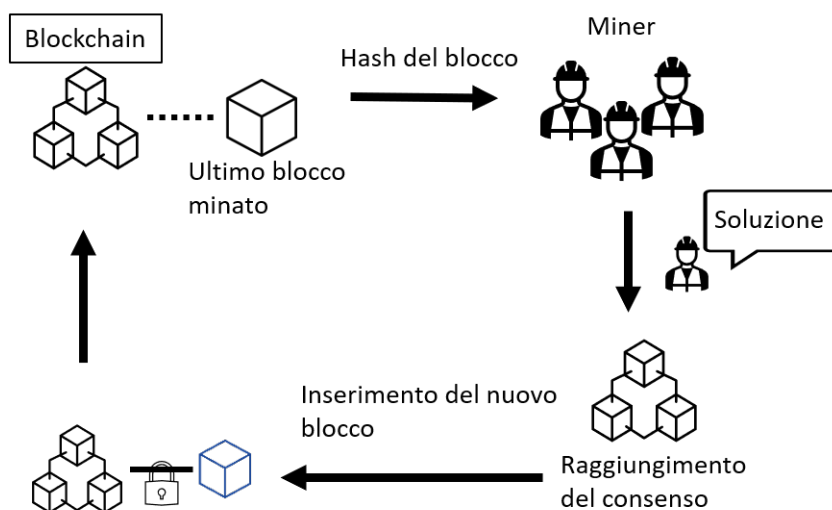 Blockchain
Ultimo blocco
minato
Hash del blocco
Miner
Soluzione
Raggiungimento
del consenso
Inserimento del nuovo
blocco